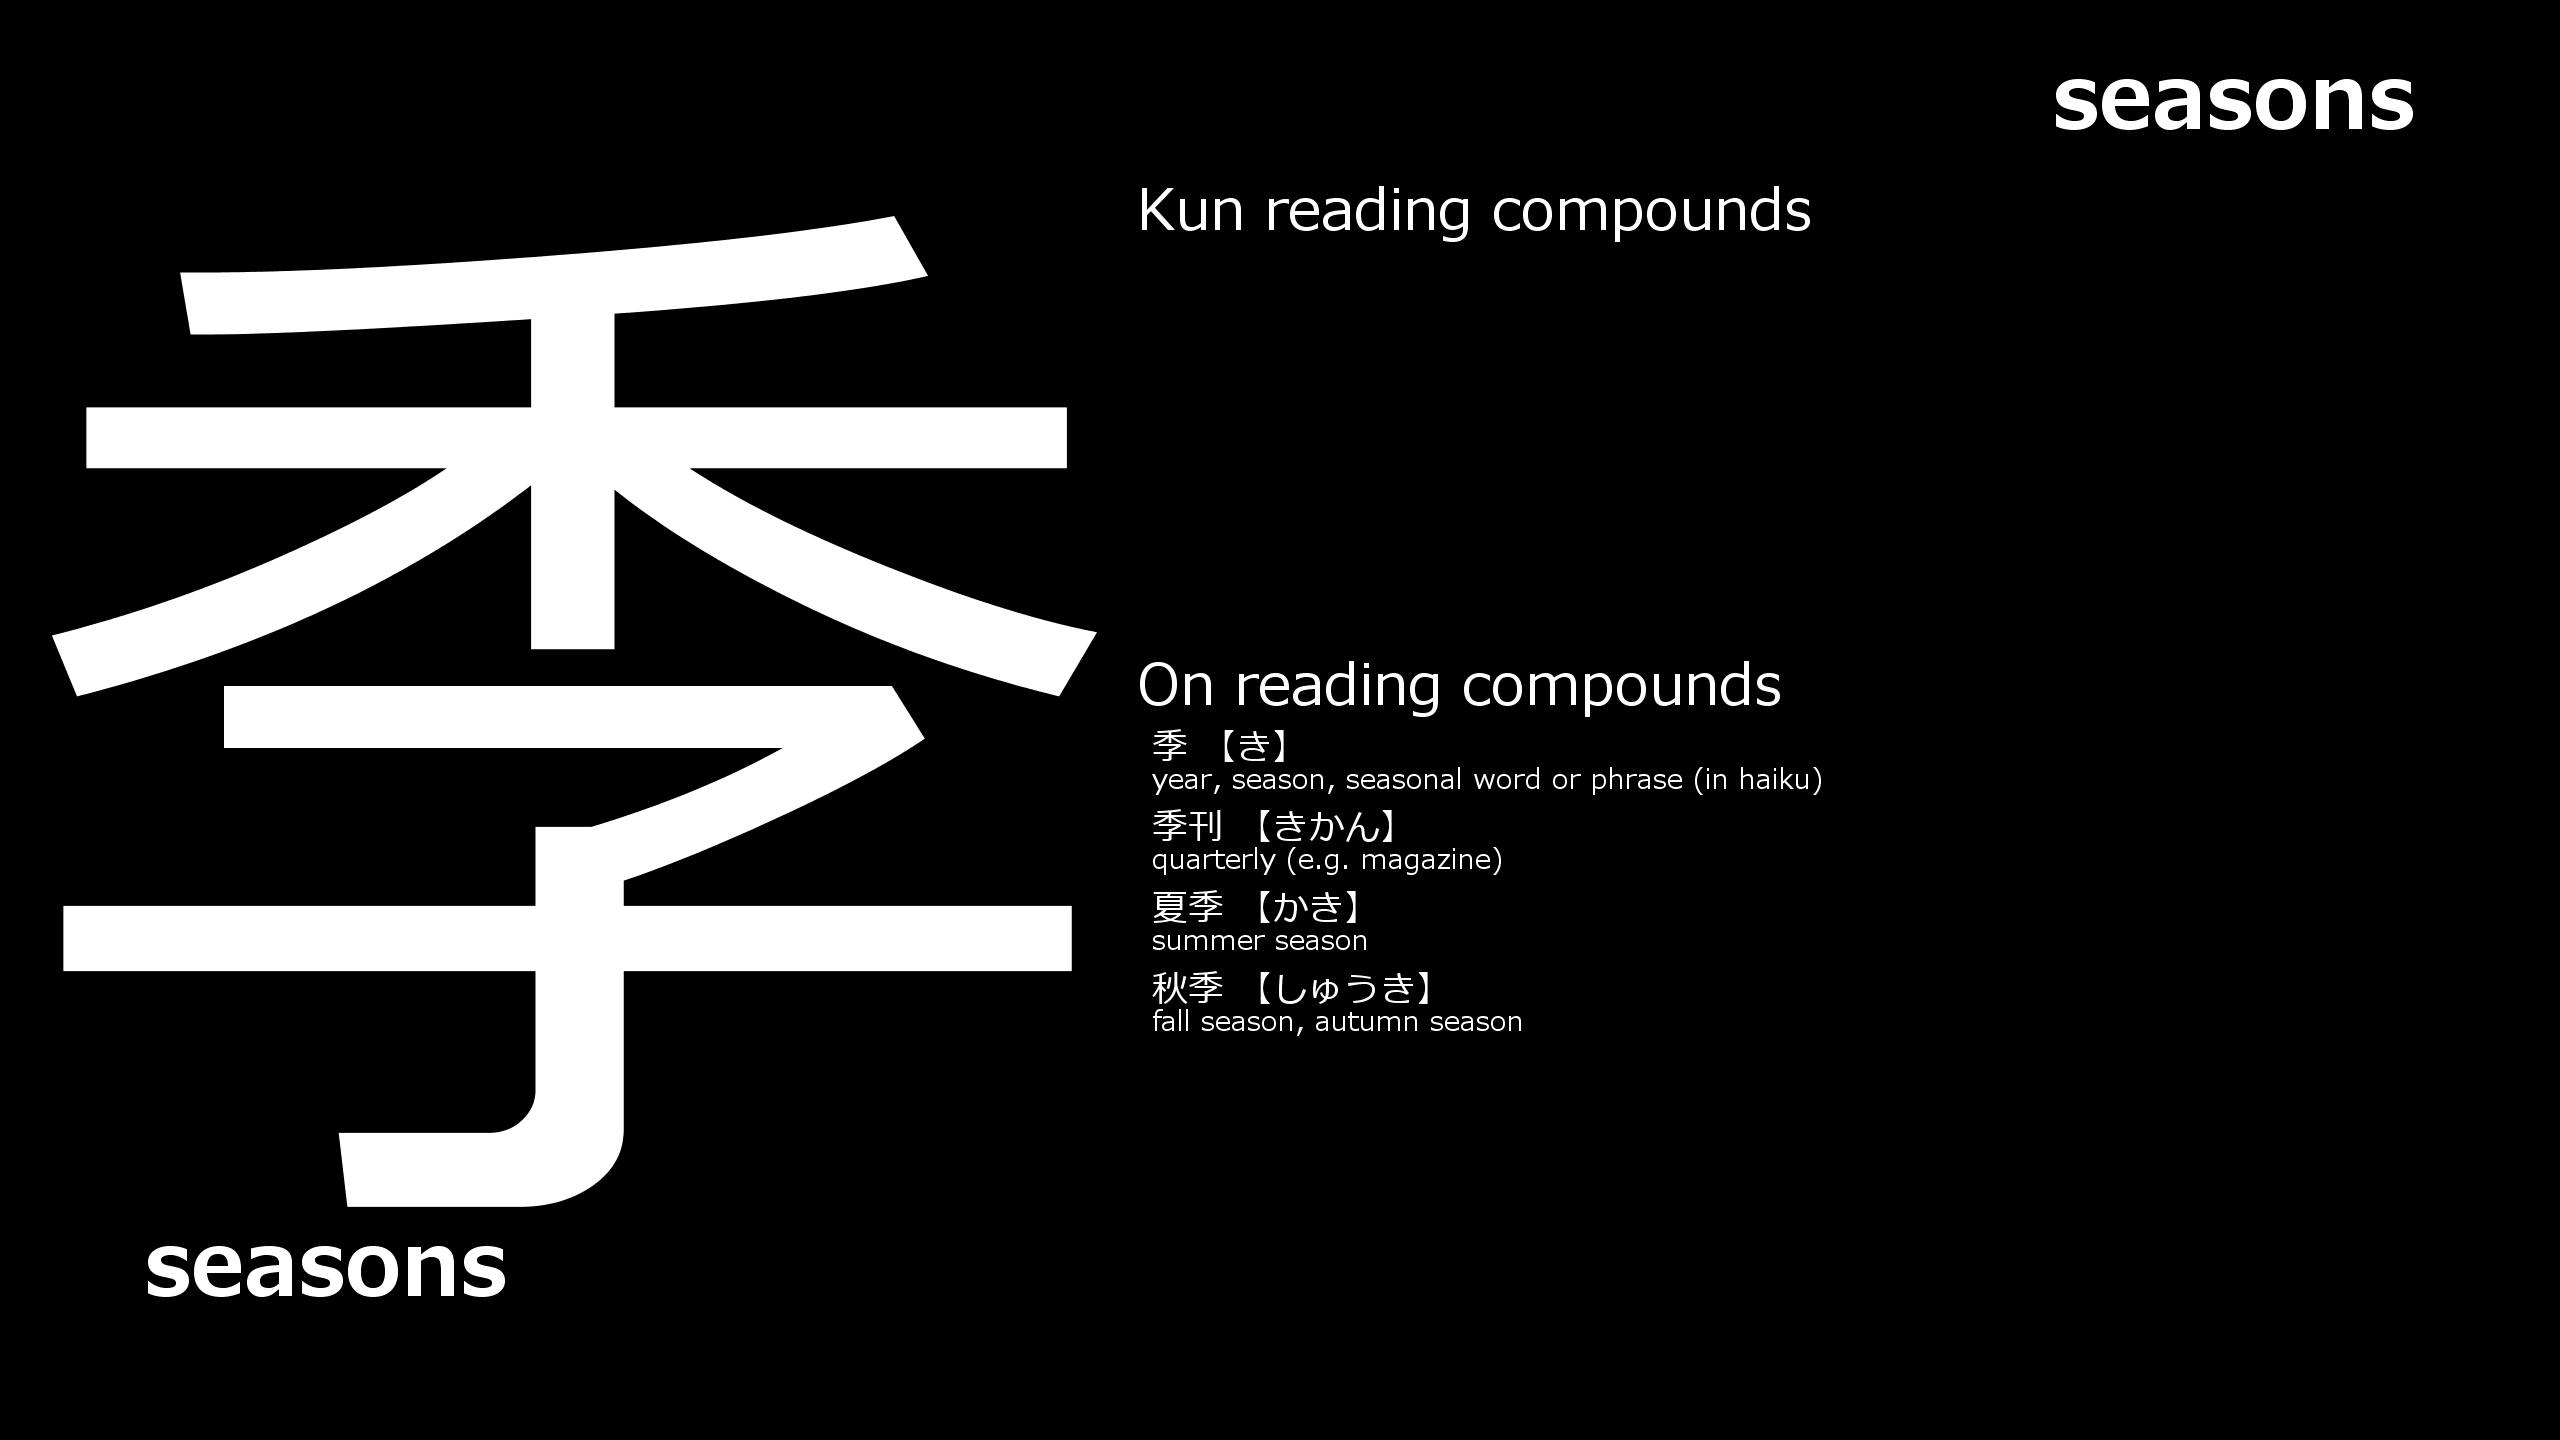 seasons
季
seasons
Kun reading compounds
On reading compounds
季 【き】
year, season, seasonal word or phrase (in haiku)
季刊 【きかん】
quarterly (e.g. magazine)
夏季 【かき】
summer season
秋季 【しゅうき】
fall season, autumn season